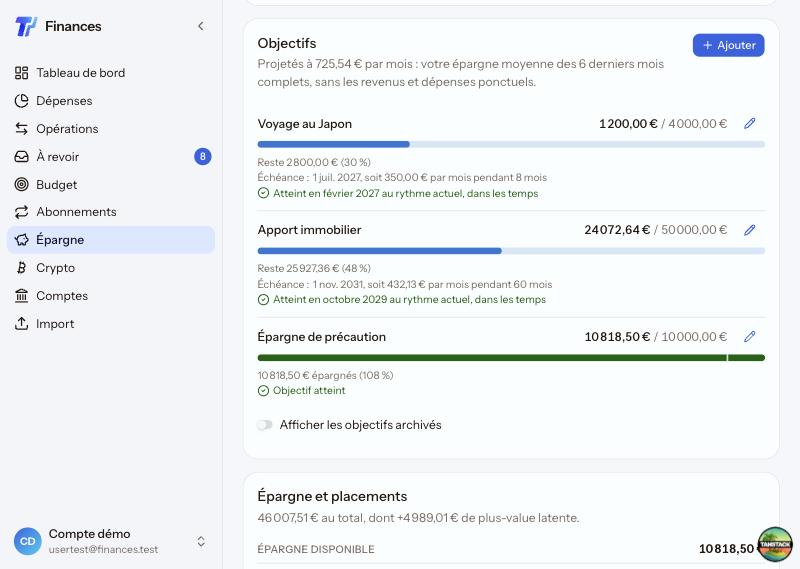 Finances
Tableau de bord
Dépenses
Opérations
À revoir
8
Budget
Abonnements
Épargne
Crypto
Comptes
Import
CD
Compte démo
usertest@finances.test
Objectifs
Ajouter
Projetés à 725,54 € par mois : votre épargne moyenne des 6 derniers mois
complets, sans les revenus et dépenses ponctuels.
Voyage au Japon
1 200,00 € / 4 000,00 €
Reste 2 800,00 € (30 %)
Échéance : 1 juil. 2027, soit 350,00 € par mois pendant 8 mois
Atteint en février 2027 au rythme actuel, dans les temps
Apport immobilier
24 072,64 € / 50 000,00 €
Reste 25 927,36 € (48 %)
Échéance : 1 nov. 2031, soit 432,13 € par mois pendant 60 mois
Atteint en octobre 2029 au rythme actuel, dans les temps
Épargne de précaution
10 818,50 € / 10 000,00 €
10 818,50 € épargnés (108 %)
Objectif atteint
Afficher les objectifs archivés
Épargne et placements
46 007,51 € au total, dont +4 989,01 € de plus-value latente.
ÉPARGNE DISPONIBLE
10 818,50
TANSTACK